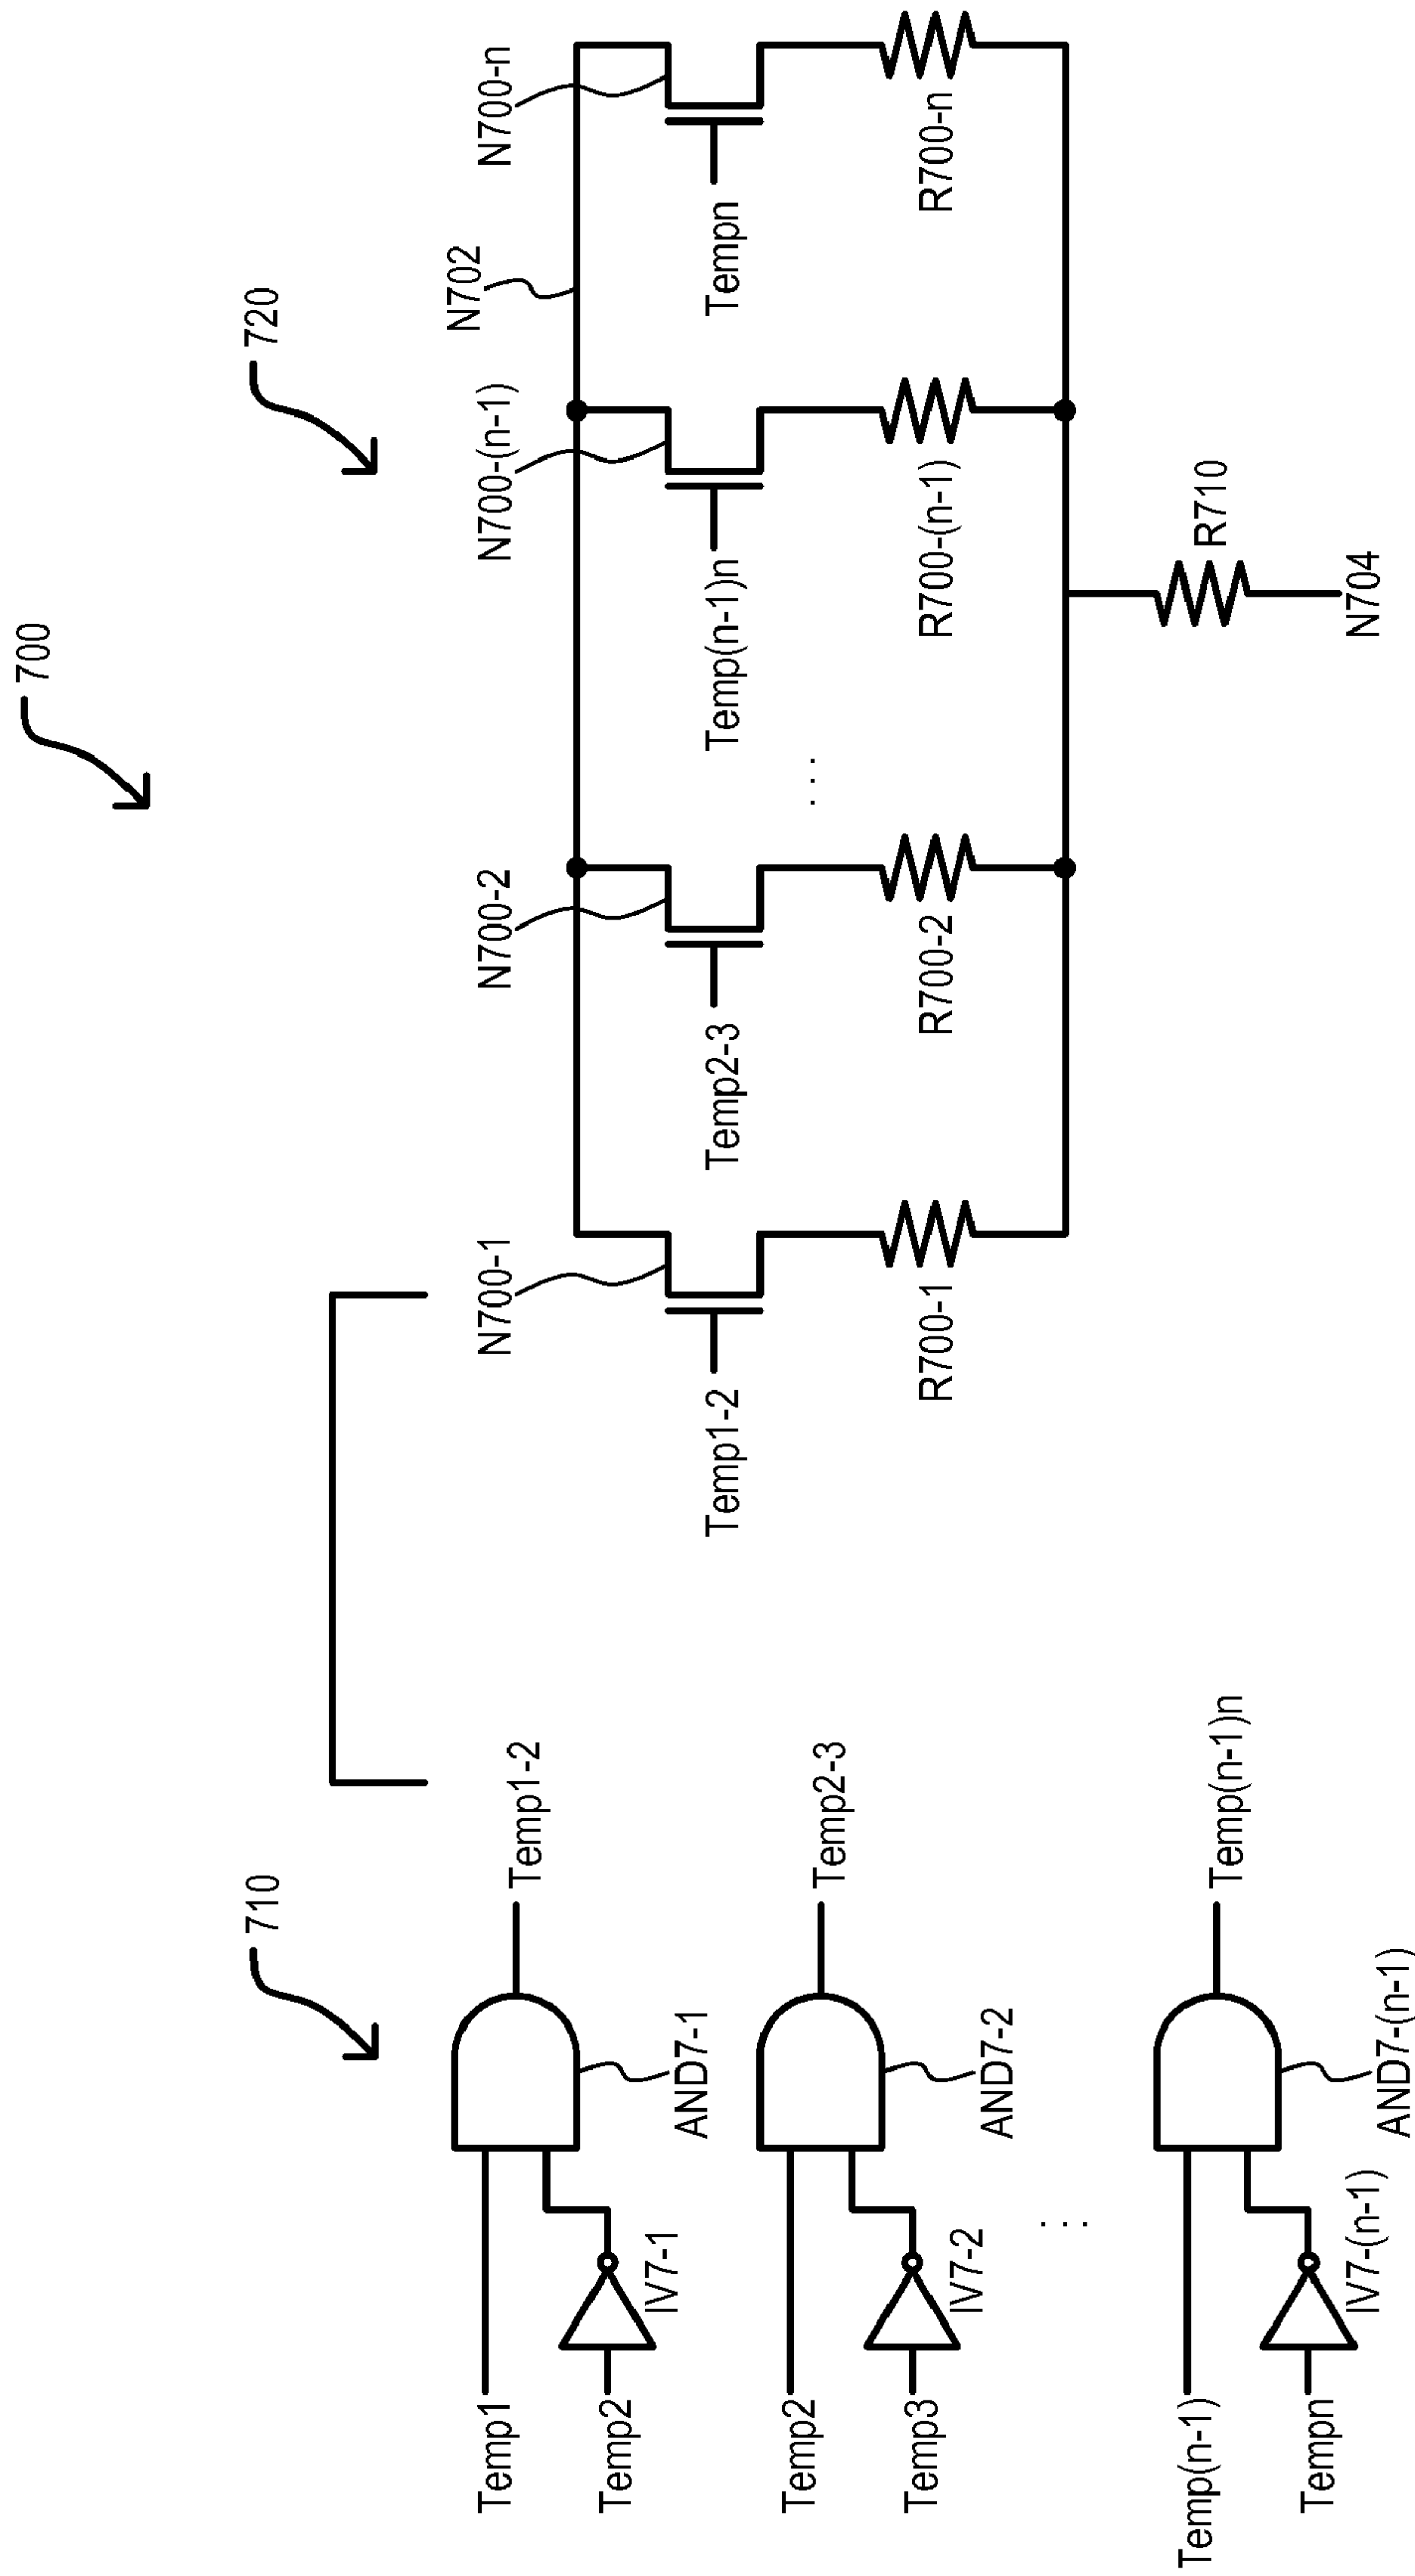 700
710
Temp1
Temp2
IV7-1
AND7-1
Temp1-2
Temp2
Temp3
IV7-2
AND7-2
Temp2-3
...
Temp(n-1)
Tempn
IV7-(n-1)
AND7-(n-1)
Temp(n-1)n
720
N702
N700-1
N700-2
N700-(n-1)
N700-n
Temp1-2
Temp2-3
Temp(n-1)n
Tempn
...
R700-1
R700-2
R700-(n-1)
R700-n
R710
N704